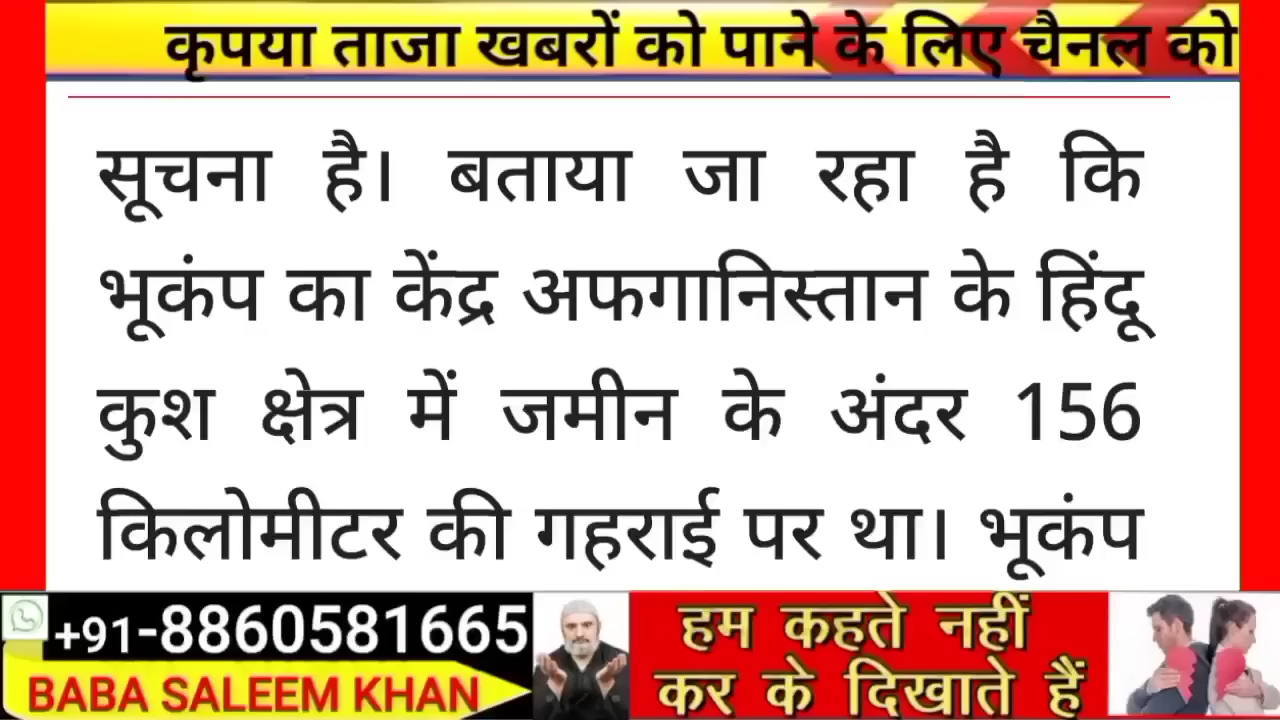 कृपया ताजा खबरों को पाने के लिए चैनल को
सूचना है। बताया जा रहा है कि
भूकंप का केंद्र अफगानिस्तान के हिंदू
कुश क्षेत्र में जमीन के अंदर 156
किलोमीटर की गहराई पर था। भूकंप
+91-8860581665
BABA SALEEM KHAN
हम कहते नहीं
कर के दिखाते हैं